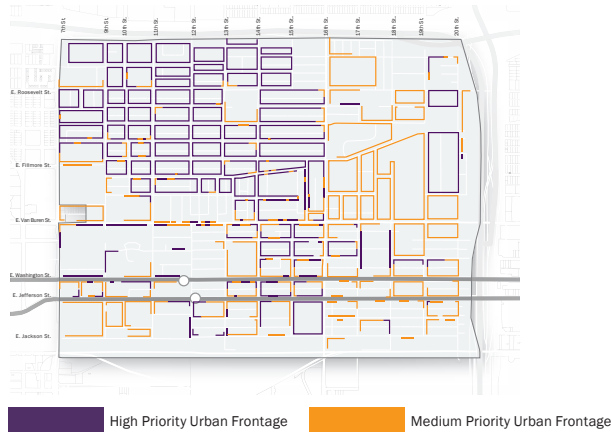 7th St.
9th St.
10th St.
11th St.
12th St.
13th St.
14th St.
15th St.
16th St.
17th St.
18th St.
19th St.
20th St.
E. Roosevelt St.
E. Fillmore St.
E. Van Buren St.
E. Washington St.
E. Jefferson St.
E. Jackson St.
High Priority Urban Frontage
Medium Priority Urban Frontage